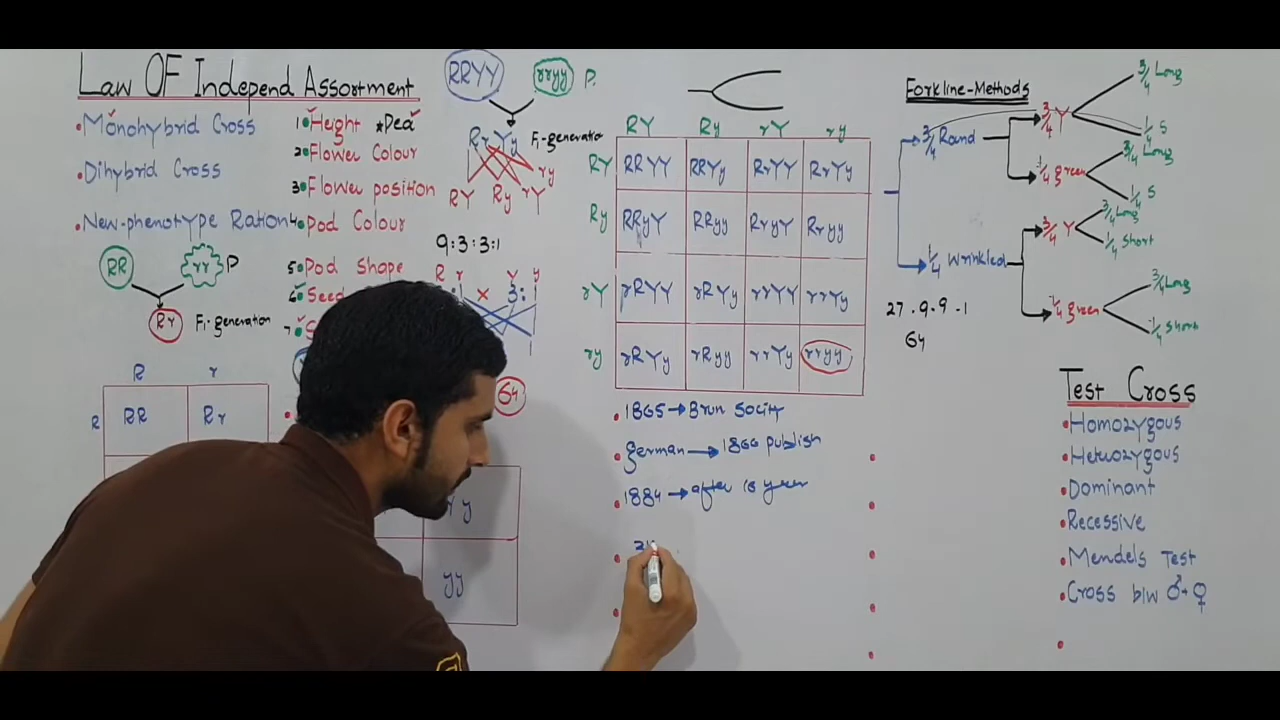 Law OF Independ Assortment
• Monohybrid Cross
• Dihybrid Cross
• New-phenotype Ration
RR
rr
P
Rr
F1-generation
R r
R RR Rr
1• Height *Pea
2• Flower Colour
3• Flower position
4• Pod Colour
5• Pod Shape
6• Seed
7•
RRYY
rryy
P.
RrYy
F1-generation
RY Ry rY ry
9:3:3:1
R r Y y
:1 × 3:1
1
64
yy
RY Ry rY ry
RY RRYY RRYy RrYY RrYy
Ry RRyY RRyy RryY Rryy
rY rRYY rRYy rrYY rrYy
ry rRYy rRyy rrYy rryy
• 1865→Brun Socity
• german→1866 publish
• 1884→after 18 year
Forkline-Methods
3/4 Round
3/4 Y
3/4 Long
1/4 S
1/4 green
3/4 Long
1/4 S
1/4 Wrinkled
3/4 Y
3/4 Long
1/4 Short
1/4 green
3/4 Long
1/4 Short
27.9.9.1
64
Test Cross
• Homozygous
• Hetrozygous
• Dominant
• Recessive
• Mendels Test
• Cross b/w ♂+♀